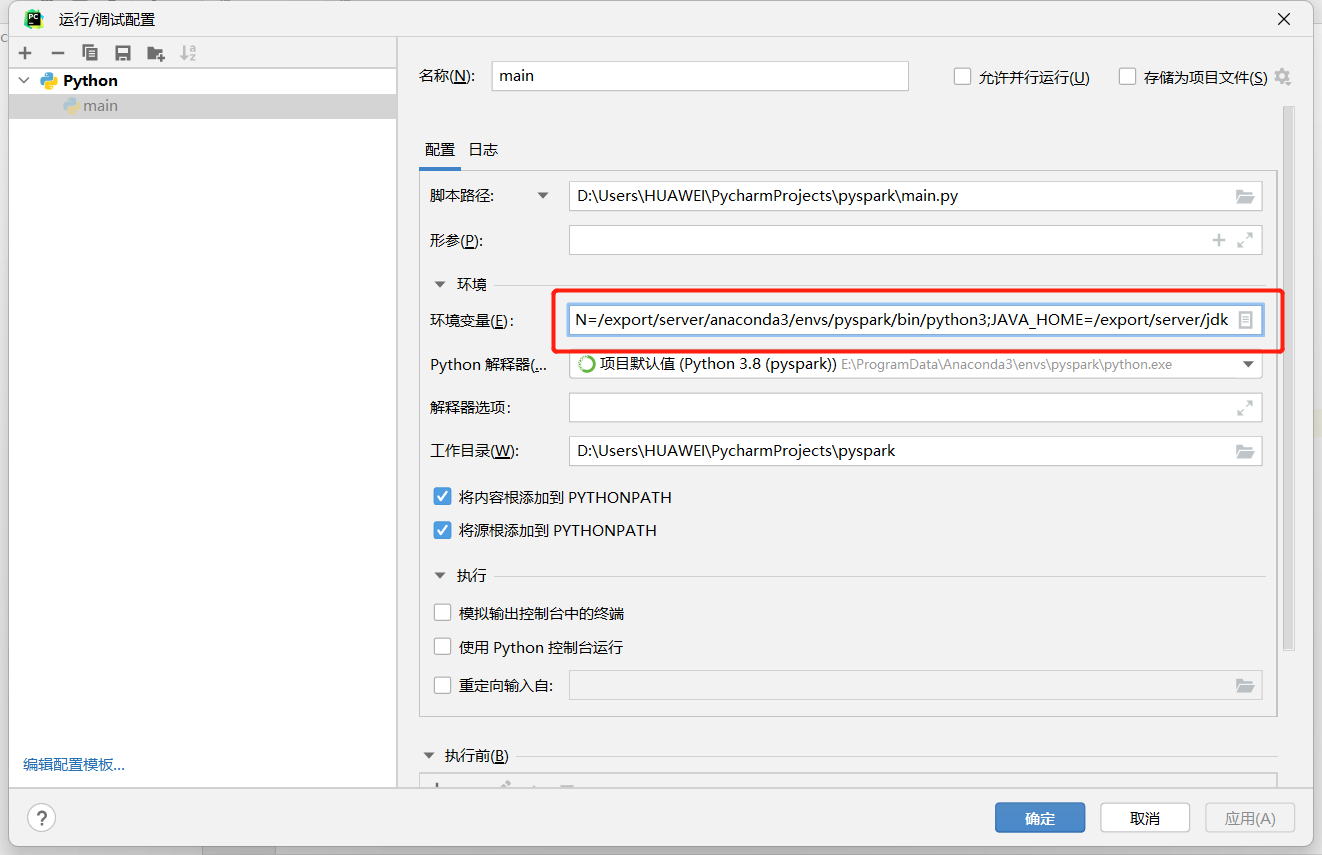 运行/调试配置
Python
main
名称(N): main 允许并行运行(U) 存储为项目文件(S)
配置 日志
脚本路径: D:\Users\HUAWEI\PycharmProjects\pyspark\main.py
形参(P):
环境
环境变量(E): N=/export/server/anaconda3/envs/pyspark/bin/python3;JAVA_HOME=/export/server/jdk
Python 解释器(... 项目默认值 (Python 3.8 (pyspark)) E:\ProgramData\Anaconda3\envs\pyspark\python.exe
解释器选项:
工作目录(W): D:\Users\HUAWEI\PycharmProjects\pyspark
将内容根添加到 PYTHONPATH
将源根添加到 PYTHONPATH
执行
模拟输出控制台中的终端
使用 Python 控制台运行
重定向输入自:
执行前(B)
编辑配置模板...
? 确定 取消 应用(A)